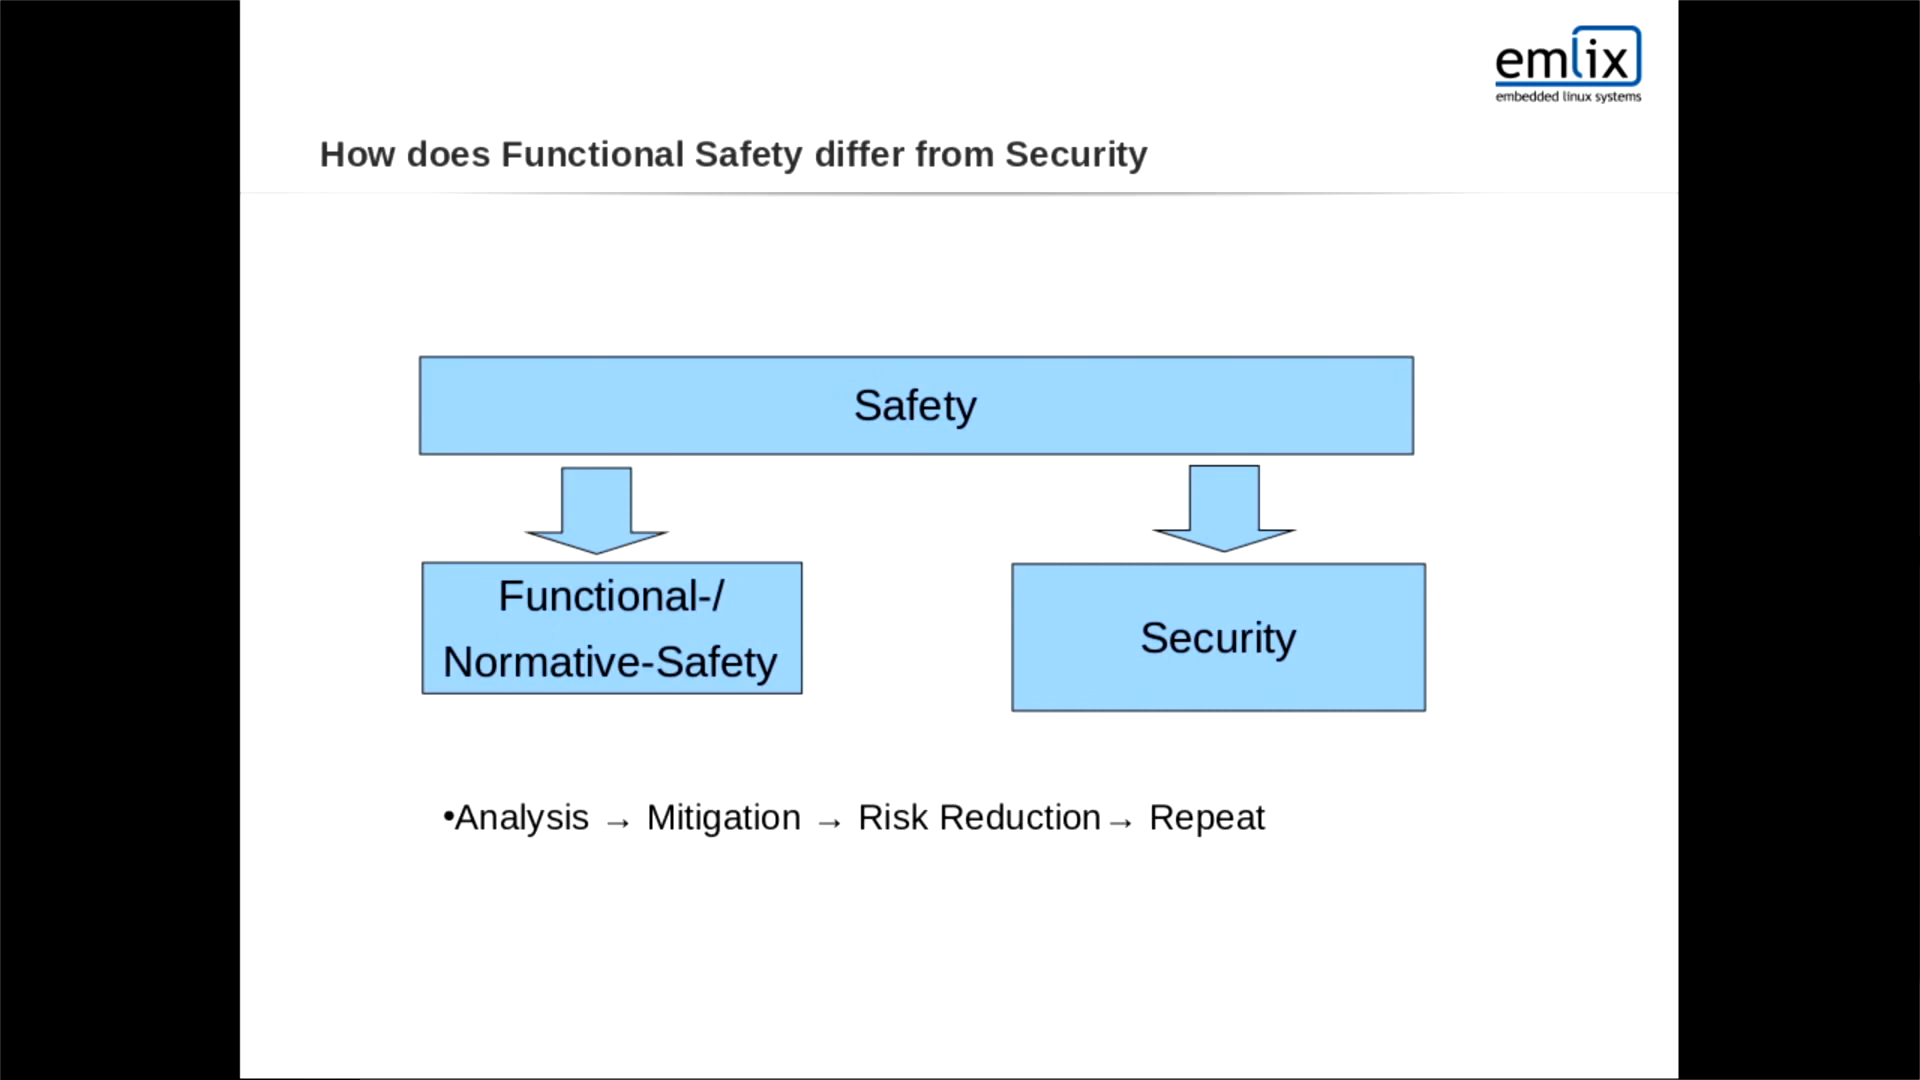 emlix
embedded linux systems
How does Functional Safety differ from Security
Safety
Functional-/
Normative-Safety
Security
•Analysis → Mitigation → Risk Reduction→ Repeat